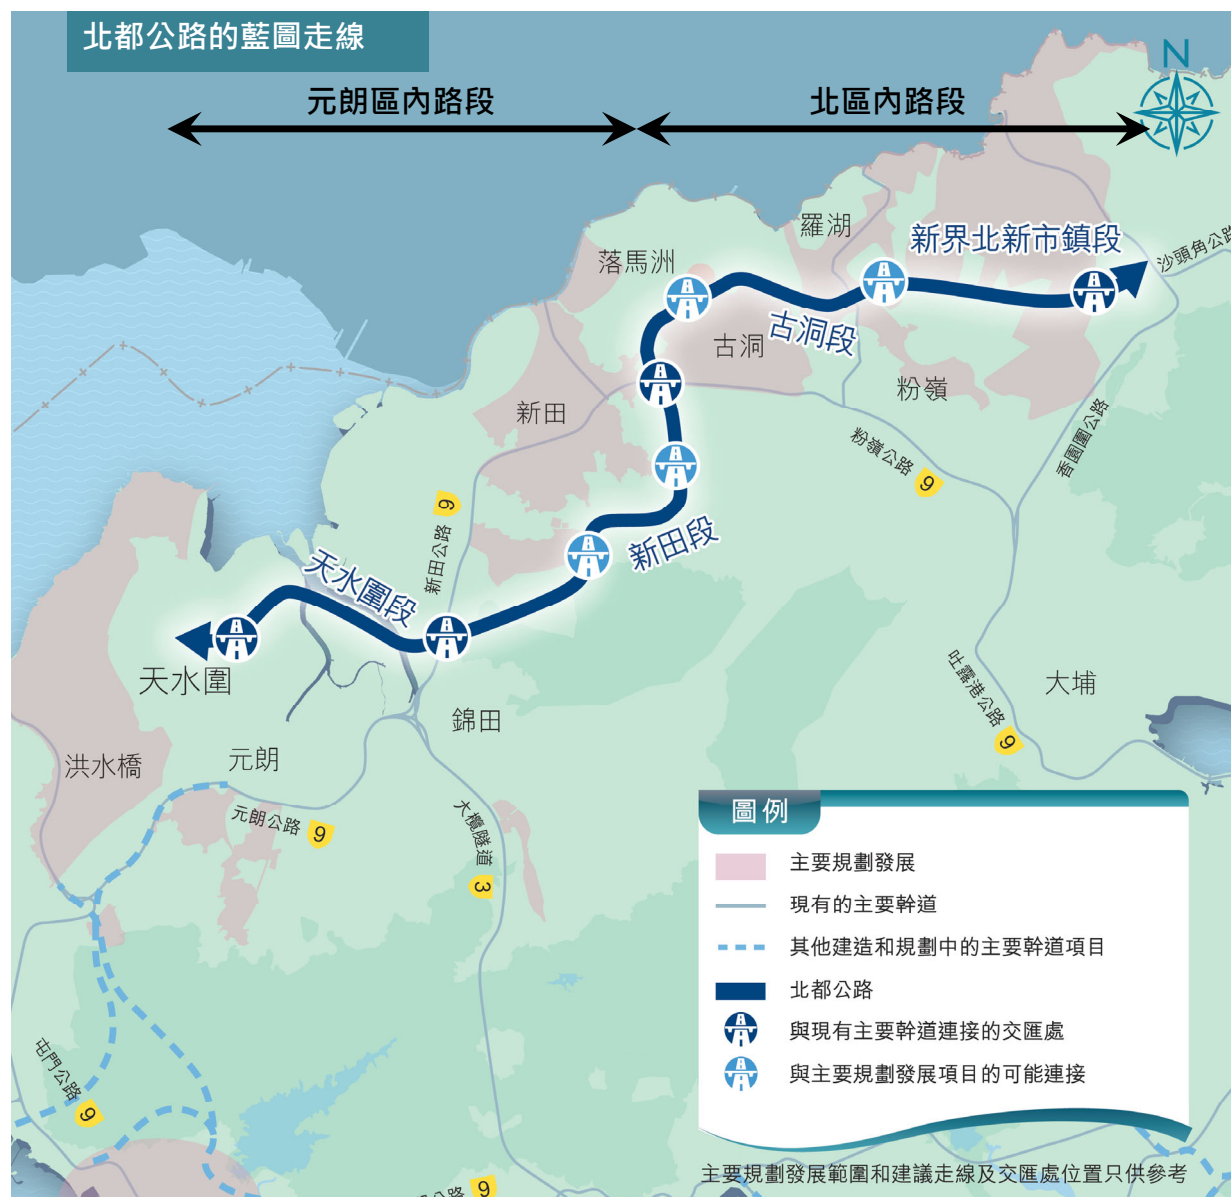 北都公路的藍圖走線
N
元朗區內路段
北區內路段
羅湖
新界北新市鎮段
沙頭角公路
落馬洲
古洞段
古洞
粉嶺
新田
香園圍公路
粉嶺公路
9
9
新田公路
新田段
天水圍段
天水圍
吐露港公路
9
大埔
錦田
洪水橋
元朗
元朗公路
9
大欖隧道
3
圖例
主要規劃發展
現有的主要幹道
其他建造和規劃中的主要幹道項目
北都公路
與現有主要幹道連接的交匯處
與主要規劃發展項目的可能連接
屯門公路
9
公路
9
主要規劃發展範圍和建議走線及交匯處位置只供參考